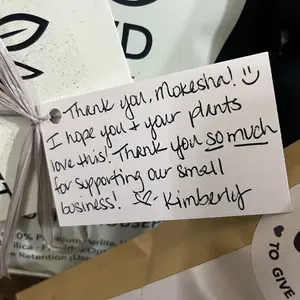 Thank you, Mokesha!
I hope you + your plants
love this! Thank you so much
for supporting our small
business! - Kimberly
TO GIVE